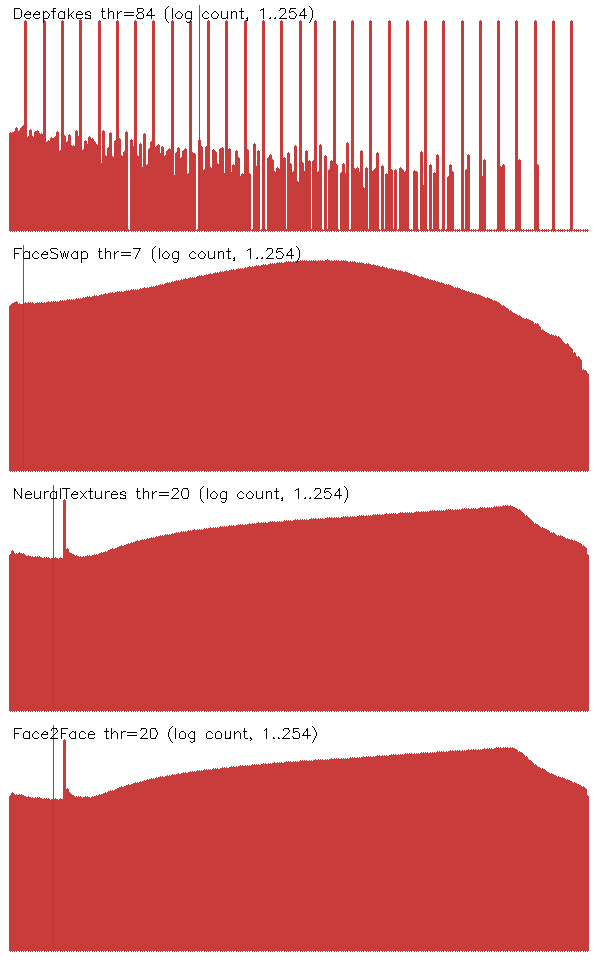 Deepfakes thr=84 (log count, 1..254)
FaceSwap thr=7 (log count, 1..254)
NeuralTextures thr=20 (log count, 1..254)
Face2Face thr=20 (log count, 1..254)